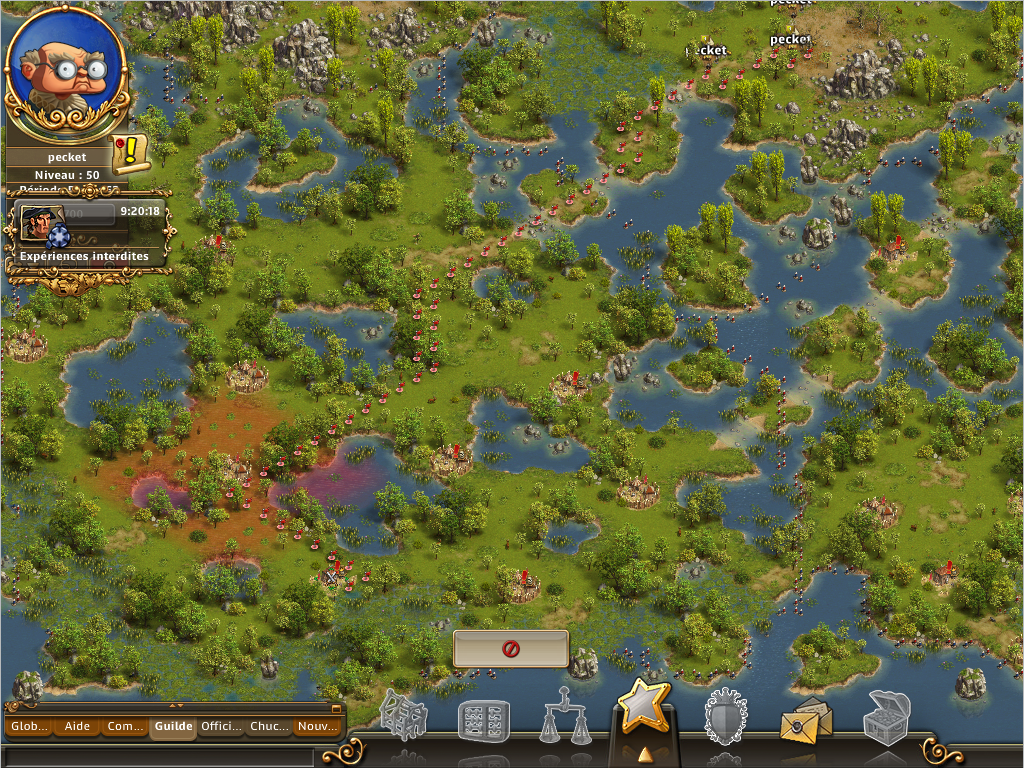 pecket
pecket
pecket
Niveau : 50
9:20:18
Expériences interdites
Glob...
Aide
Com...
Guilde
Offici...
Chuc...
Nouv...